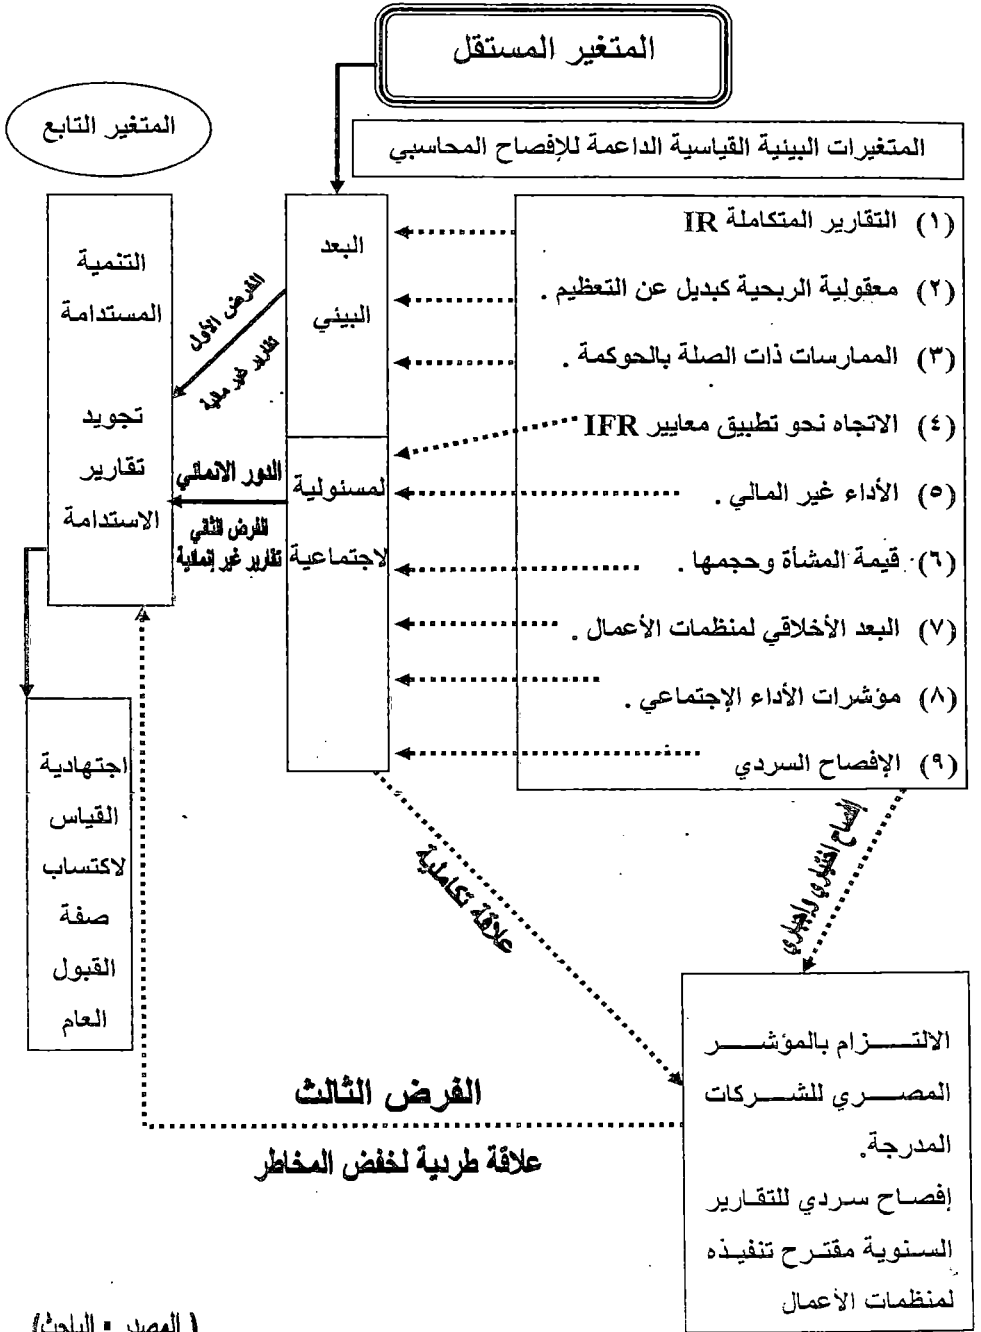 المتغير المستقل
المتغير التابع
المتغيرات البيئية القياسية الداعمة للإفصاح المحاسبي
(١) التقارير المتكاملة IR
(٢) معقولية الربحية كبديل عن التعظيم .
(٣) الممارسات ذات الصلة بالحوكمة .
(٤) الاتجاه نحو تطبيق معايير IFR
(٥) الأداء غير المالي .
(٦) قيمة المنشأة وحجمها .
(٧) البعد الأخلاقي لمنظمات الأعمال .
(٨) مؤشرات الأداء الإجتماعي .
(٩) الإفصاح السردي
البعد
البيئي
لمسئولية
لاجتماعية
الفرض الأول
تقارير غير مالية
الدور الانمائي
الفرض الثاني
تقارير غير إنمائية
التنمية
المستدامة
تجويد
تقارير
الاستدامة
اجتهادية
القياس
لاكتساب
صفة
القبول
العام
علاقة تكاملية
إفصاح اختياري وإجباري
الالتزام بالمؤشر
المصري للشركات
المدرجة.
إفصاح سردي للتقارير
السنوية مقترح تنفيذه
لمنظمات الأعمال
الفرض الثالث
علاقة طردية لخفض المخاطر
( المصدر : الباحث)